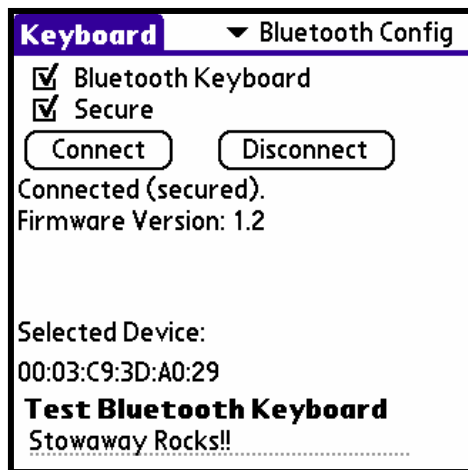 Keyboard Bluetooth Config
Bluetooth Keyboard
Secure
Connect Disconnect
Connected (secured).
Firmware Version: 1.2
Selected Device:
00:03:C9:3D:A0:29
Test Bluetooth Keyboard
Stowaway Rocks!!